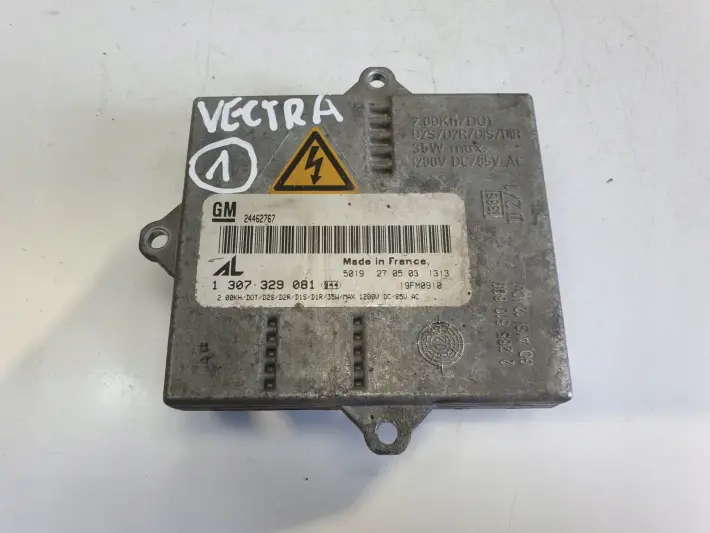 VECTRA
1
2.00Kh/DOT
D2S/D2R/D1S/D1R
35W max
1200V DC/85V AC
GM 24462767
Made in France.
5019 27 05 03 1313
AL
1 307 329 081 19FM0910
2.00KH/DOT/D2S/D2R/D1S/D1R/35W/MAX 1200V DC/85V AC